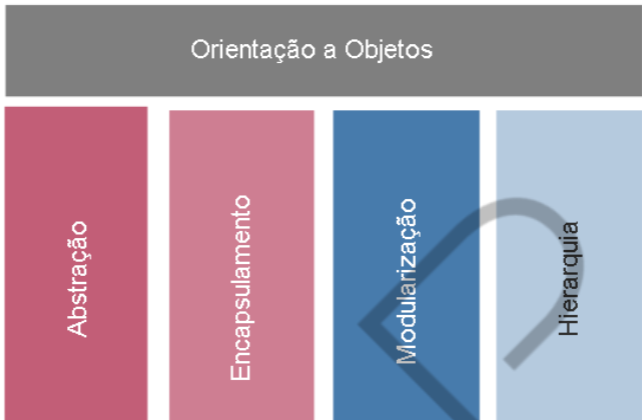 Orientação a Objetos
Abstração
Encapsulamento
Modularização
Hierarquia